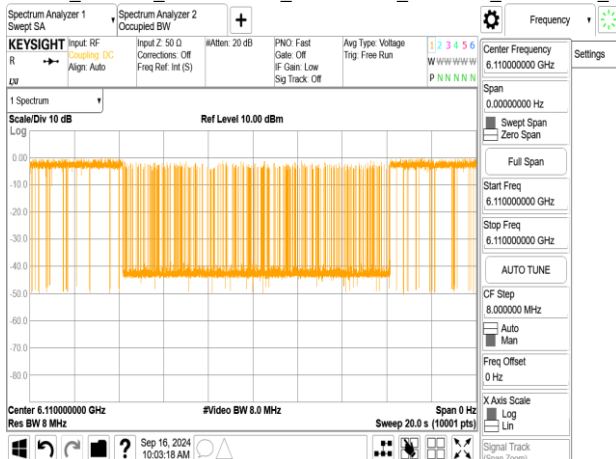 Spectrum Analyzer 1
Swept SA
Spectrum Analyzer 2
Occupied BW
+
Frequency
Settings
KEYSIGHT
R
LXI
Input: RF
Coupling: DC
Align: Auto
Input Z: 50 Ω
Corrections: Off
Freq Ref: Int (S)
#Atten: 20 dB
PNO: Fast
Gate: Off
IF Gain: Low
Sig Track: Off
Avg Type: Voltage
Trig: Free Run
1 2 3 4 5 6
W W W W W W
P N N N N N
1 Spectrum
Scale/Div 10 dB
Ref Level 10.00 dBm
Log
0.00
-10.0
-20.0
-30.0
-40.0
-50.0
-60.0
-70.0
-80.0
Center 6.110000000 GHz
#Video BW 8.0 MHz
Span 0 Hz
Res BW 8 MHz
Sweep 20.0 s (10001 pts)
Center Frequency
6.110000000 GHz
Span
0.00000000 Hz
Swept Span
Zero Span
Full Span
Start Freq
6.110000000 GHz
Stop Freq
6.110000000 GHz
AUTO TUNE
CF Step
8.000000 MHz
Auto
Man
Freq Offset
0 Hz
X Axis Scale
Log
Lin
Signal Track
(Span Zoom)
?
Sep 16, 2024
10:03:18 AM